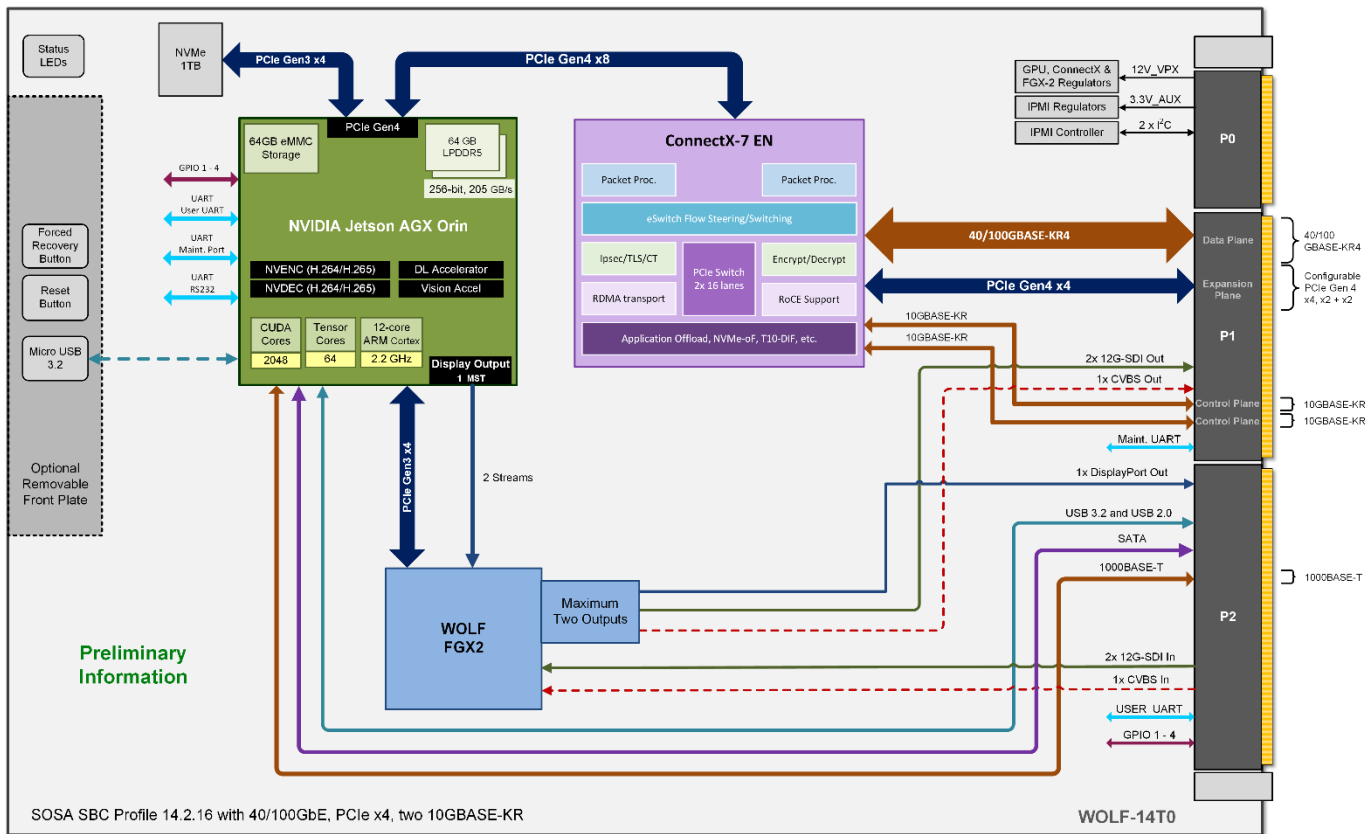 Status
LEDs
NVMe
1TB
PCIe Gen3 x4
PCIe Gen4 x8
GPU, ConnectX &
FGX-2 Regulators
12V_VPX
IPMI Regulators
3.3V_AUX
IPMI Controller
2 x I²C
P0
PCIe Gen4
64GB eMMC
Storage
64 GB
LPDDR5
256-bit, 205 GB/s
NVIDIA Jetson AGX Orin
NVENC (H.264/H.265)
DL Accelerator
NVDEC (H.264/H.265)
Vision Accel
CUDA
Cores
2048
Tensor
Cores
64
12-core
ARM Cortex
2.2 GHz
Display Output
1 MST
GPIO 1 - 4
UART
User UART
UART
Maint. Port
UART
RS232
Forced
Recovery
Button
Reset
Button
Micro USB
3.2
Optional
Removable
Front Plate
ConnectX-7 EN
Packet Proc.
Packet Proc.
eSwitch Flow Steering/Switching
Ipsec/TLS/CT
PCIe Switch
2x 16 lanes
Encrypt/Decrypt
RDMA transport
RoCE Support
Application Offload, NVMe-oF, T10-DIF, etc.
40/100GBASE-KR4
Data Plane
40/100
GBASE-KR4
PCIe Gen4 x4
Expansion
Plane
Configurable
PCIe Gen 4
x4, x2 + x2
P1
10GBASE-KR
10GBASE-KR
2x 12G-SDI Out
1x CVBS Out
Control Plane
10GBASE-KR
Control Plane
10GBASE-KR
Maint. UART
PCIe Gen3 x4
2 Streams
1x DisplayPort Out
USB 3.2 and USB 2.0
SATA
1000BASE-T
1000BASE-T
P2
WOLF
FGX2
Maximum
Two Outputs
2x 12G-SDI In
1x CVBS In
USER UART
GPIO 1 - 4
Preliminary
Information
SOSA SBC Profile 14.2.16 with 40/100GbE, PCIe x4, two 10GBASE-KR
WOLF-14T0